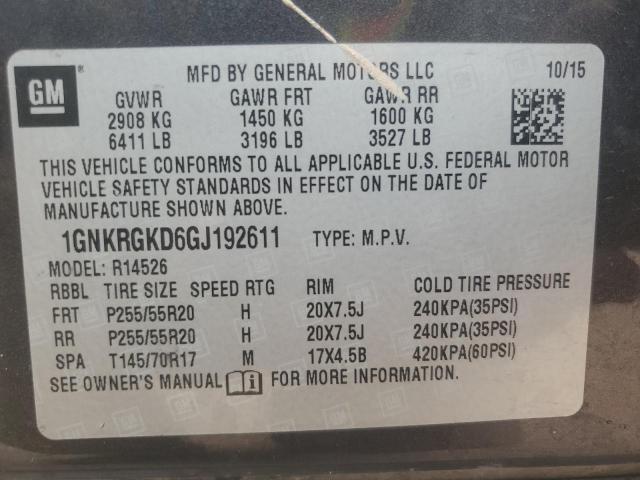 GM ® MFD BY GENERAL MOTORS LLC 10/15
GVWR GAWR FRT GAWR RR
2908 KG 1450 KG 1600 KG
6411 LB 3196 LB 3527 LB
THIS VEHICLE CONFORMS TO ALL APPLICABLE U.S. FEDERAL MOTOR
VEHICLE SAFETY STANDARDS IN EFFECT ON THE DATE OF
MANUFACTURE SHOWN ABOVE.
1GNKRGKD6GJ192611 TYPE: M.P.V.
MODEL: R14526
RBBL TIRE SIZE SPEED RTG RIM COLD TIRE PRESSURE
FRT P255/55R20 H 20X7.5J 240KPA(35PSI)
RR P255/55R20 H 20X7.5J 240KPA(35PSI)
SPA T145/70R17 M 17X4.5B 420KPA(60PSI)
SEE OWNER'S MANUAL FOR MORE INFORMATION.